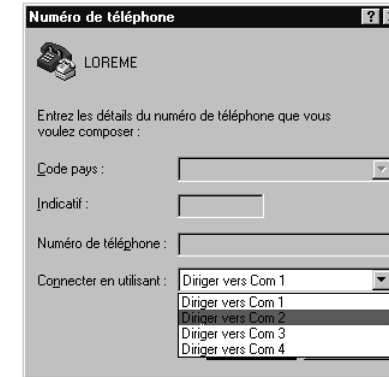 Numéro de téléphone
LOREME
Entrez les détails du numéro de téléphone que vous
voulez composer :
Code pays :
Indicatif :
Numéro de téléphone :
Connecter en utilisant : Diriger vers Com 1
Diriger vers Com 1
Diriger vers Com 2
Diriger vers Com 3
Diriger vers Com 4